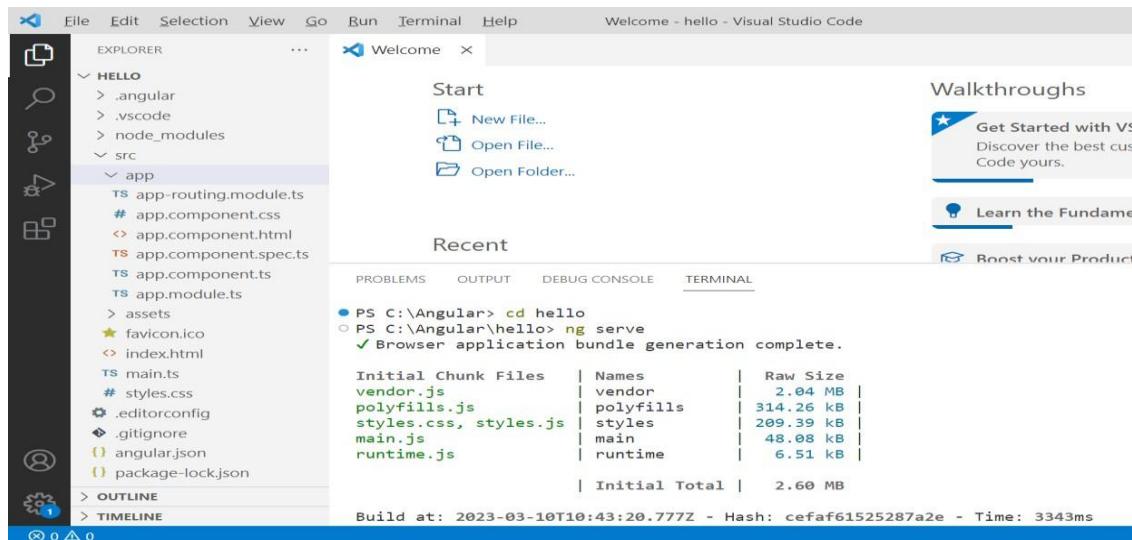 File Edit Selection View Go Run Terminal Help Welcome - hello - Visual Studio Code
EXPLORER ···
HELLO
.angular
.vscode
node_modules
src
app
TS app-routing.module.ts
# app.component.css
<> app.component.html
TS app.component.spec.ts
TS app.component.ts
TS app.module.ts
assets
favicon.ico
<> index.html
TS main.ts
# styles.css
.editorconfig
.gitignore
{} angular.json
{} package-lock.json
OUTLINE
TIMELINE
1
0 0
Welcome
Start
New File...
Open File...
Open Folder...
Recent
Walkthroughs
Get Started with VS
Discover the best cus
Code yours.
Learn the Fundame
Boost your Product
PROBLEMS OUTPUT DEBUG CONSOLE TERMINAL
PS C:\Angular> cd hello
PS C:\Angular\hello> ng serve
✓ Browser application bundle generation complete.
Initial Chunk Files | Names | Raw Size
vendor.js | vendor | 2.04 MB |
polyfills.js | polyfills | 314.26 kB |
styles.css, styles.js | styles | 209.39 kB |
main.js | main | 48.08 kB |
runtime.js | runtime | 6.51 kB |
| Initial Total | 2.60 MB
Build at: 2023-03-10T10:43:20.777Z - Hash: cefaf61525287a2e - Time: 3343ms